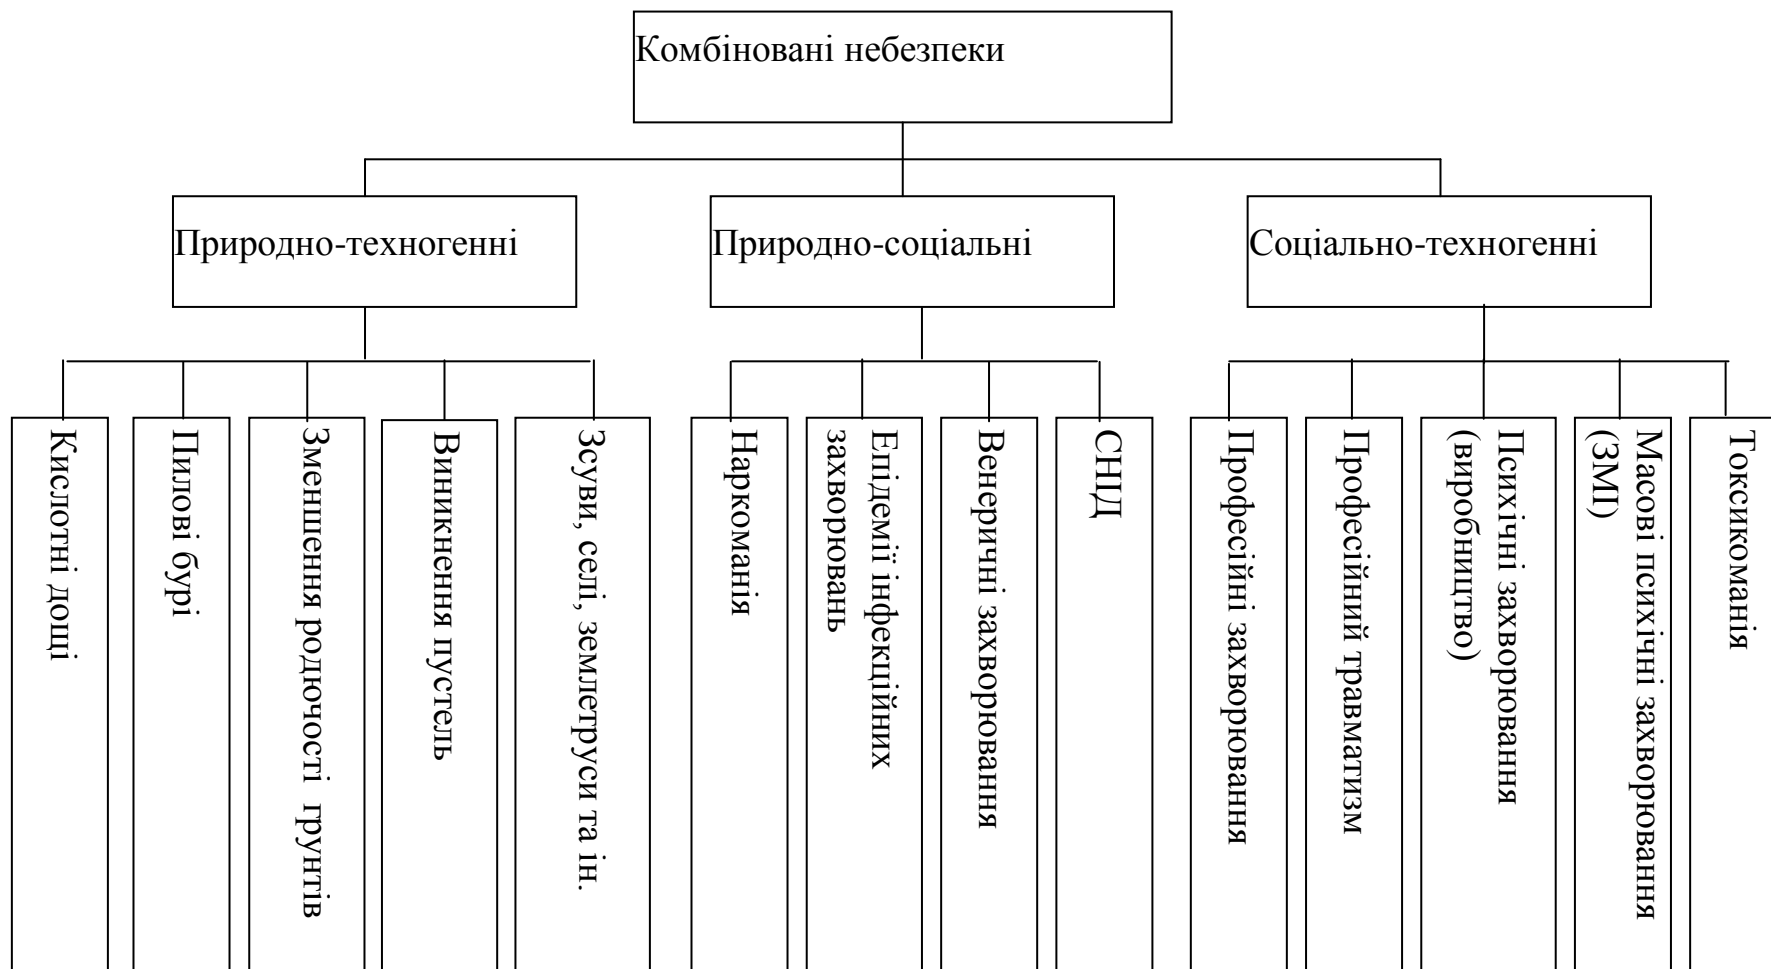 Комбіновані небезпеки
Природно-техногенні
Природно-соціальні
Соціально-техногенні
Кислотні дощі
Пилові бурі
Зменшення родючості грунтів
Виникнення пустель
Зсуви, селі, землетруси та ін.
Наркоманія
Епідемії інфекційних
захворювань
Венеричні захворювання
СНІД
Професійні захворювання
Професійний травматизм
Психічні захворювання
(виробництво)
Масові психічні захворювання
(ЗМІ)
Токсикоманія